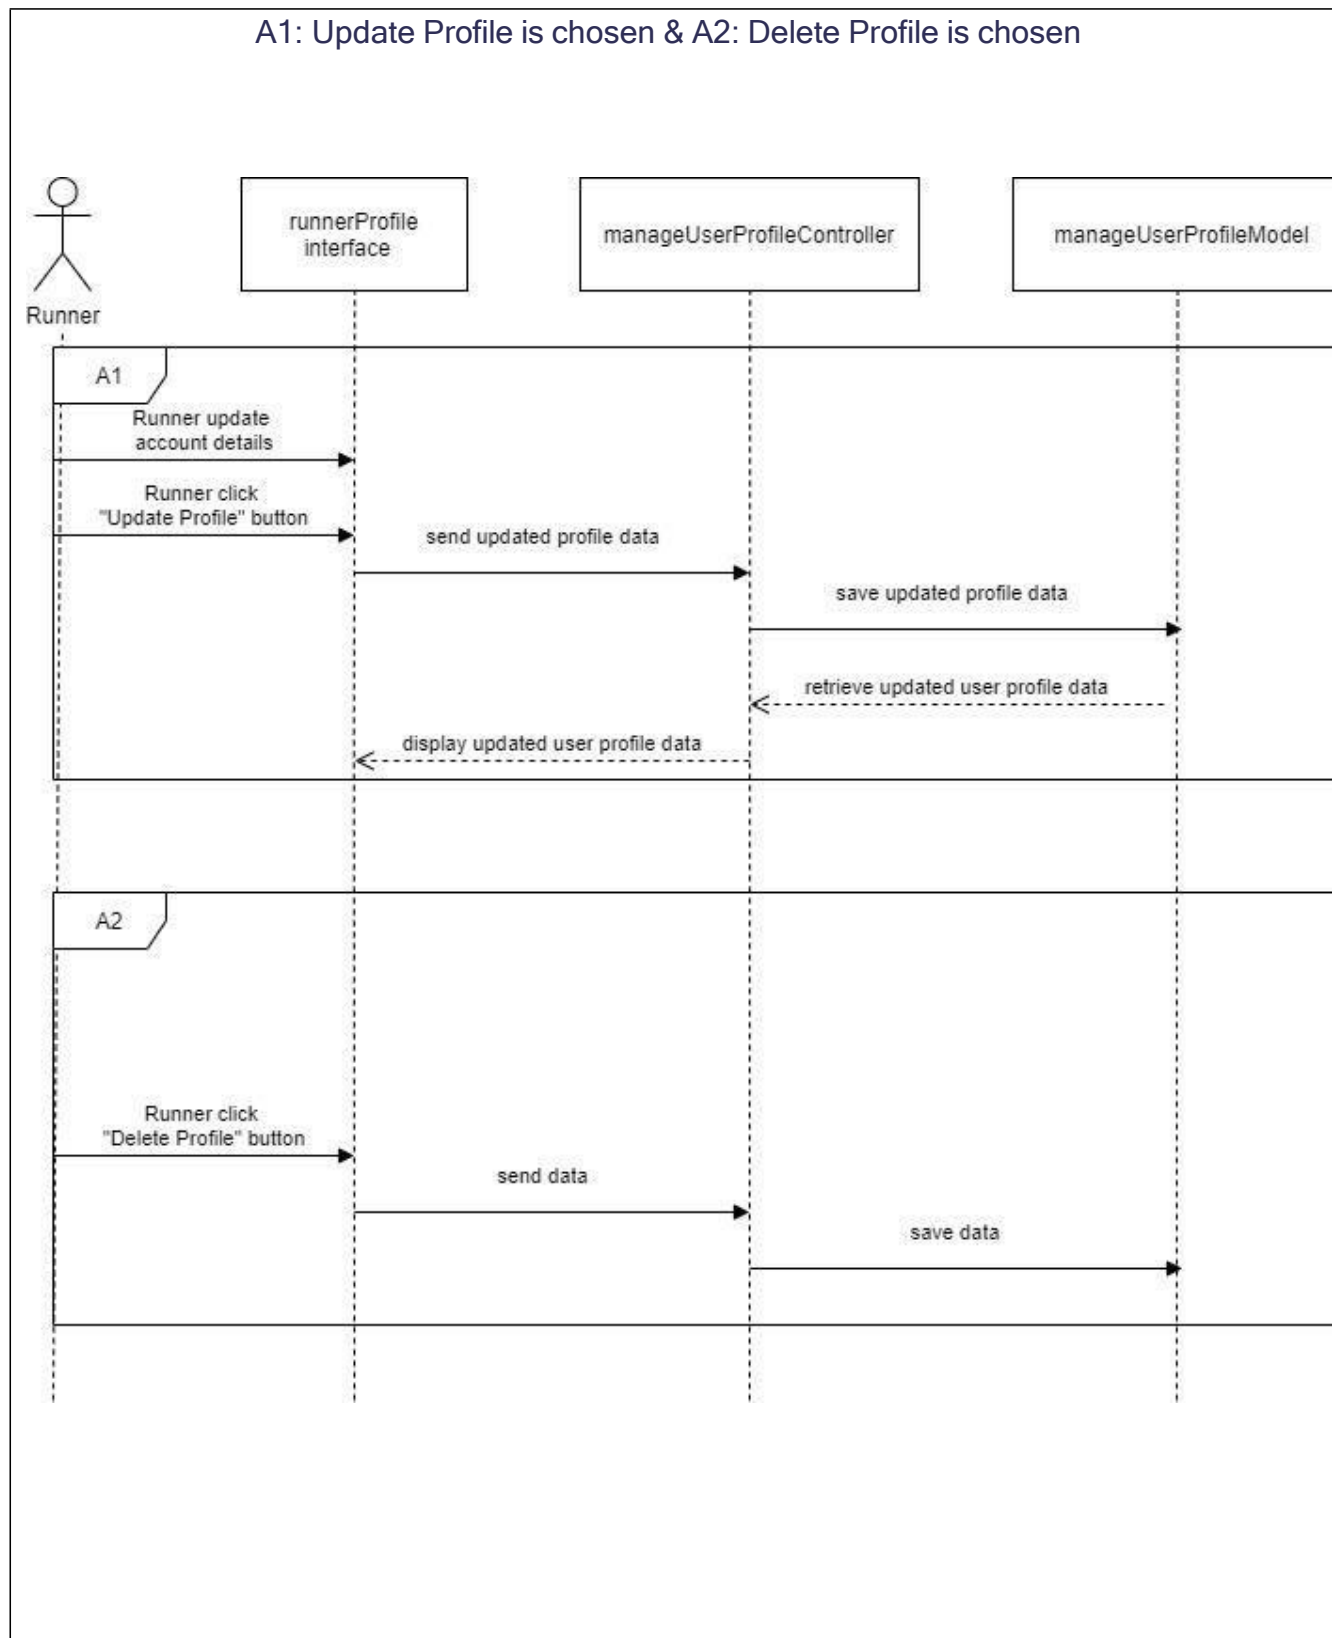 A1: Update Profile is chosen & A2: Delete Profile is chosen
runnerProfile
interface
manageUserProfileController
manageUserProfileModel
Runner
A1
Runner update
account details
Runner click
"Update Profile" button
send updated profile data
save updated profile data
retrieve updated user profile data
display updated user profile data
A2
Runner click
"Delete Profile" button
send data
save data